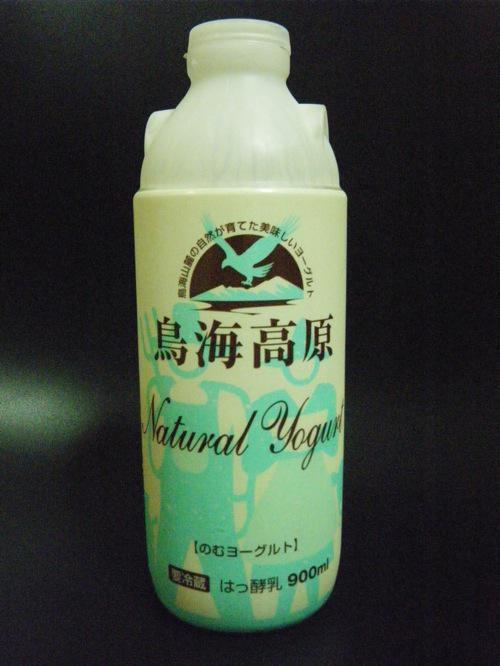 鳥海山麓の自然が育てた美味しいヨーグルト
鳥海高原
Natural Yogurt
【のむヨーグルト】
要冷蔵 はっ酵乳 900ml